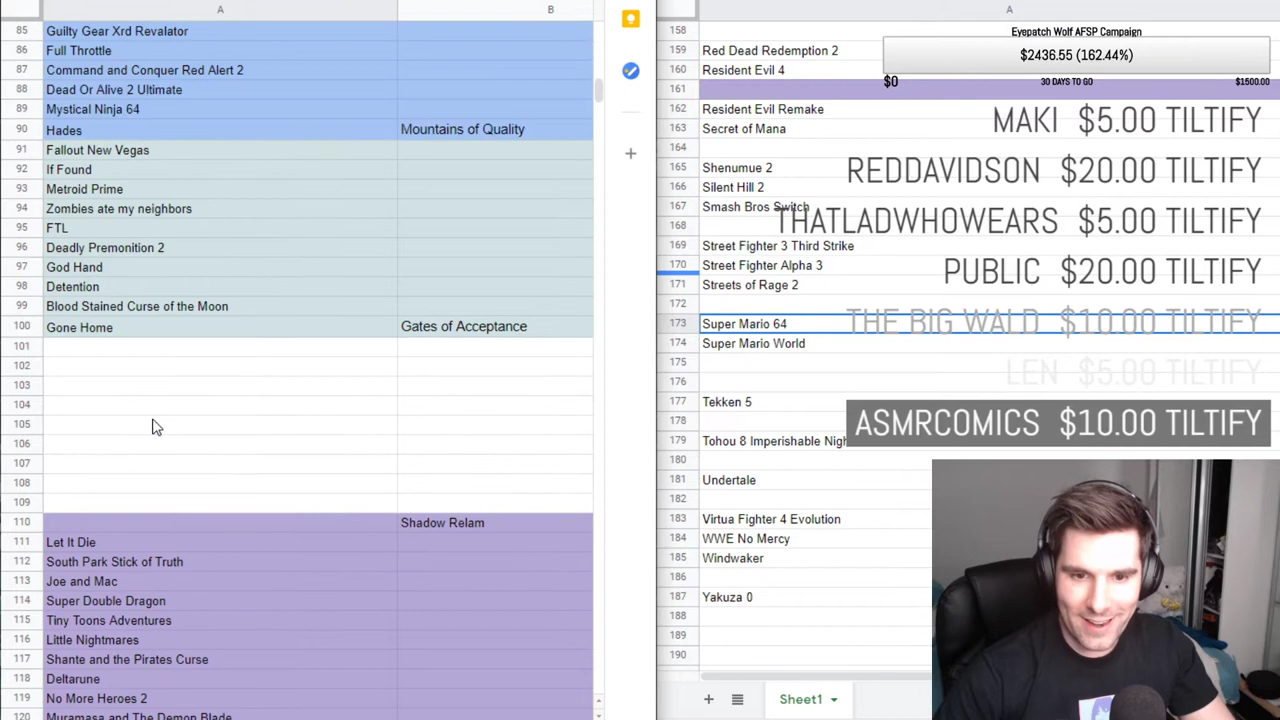 A
B
85 Guilty Gear Xrd Revalator
86 Full Throttle
87 Command and Conquer Red Alert 2
88 Dead Or Alive 2 Ultimate
89 Mystical Ninja 64
90 Hades Mountains of Quality
91 Fallout New Vegas
92 If Found
93 Metroid Prime
94 Zombies ate my neighbors
95 FTL
96 Deadly Premonition 2
97 God Hand
98 Detention
99 Blood Stained Curse of the Moon
100 Gone Home Gates of Acceptance
101
102
103
104
105
106
107
108
109
110 Shadow Relam
111 Let It Die
112 South Park Stick of Truth
113 Joe and Mac
114 Super Double Dragon
115 Tiny Toons Adventures
116 Little Nightmares
117 Shante and the Pirates Curse
118 Deltarune
119 No More Heroes 2
120 Muramasa and The Demon Blade
A
158
159 Red Dead Redemption 2
160 Resident Evil 4
161
162 Resident Evil Remake
163 Secret of Mana
164
165 Shenumue 2
166 Silent Hill 2
167 Smash Bros Switch
168
169 Street Fighter 3 Third Strike
170 Street Fighter Alpha 3
171 Streets of Rage 2
172
173 Super Mario 64
174 Super Mario World
175
176
177 Tekken 5
178
179 Tohou 8 Imperishable Nigh
180
181 Undertale
182
183 Virtua Fighter 4 Evolution
184 WWE No Mercy
185 Windwaker
186
187 Yakuza 0
188
189
190
Sheet1
Eyepatch Wolf AFSP Campaign
$2436.55 (162.44%)
$0 30 DAYS TO GO $1500.00
MAKI $5.00 TILTIFY
REDDAVIDSON $20.00 TILTIFY
THATLADWHOWEARS $5.00 TILTIFY
PUBLIC $20.00 TILTIFY
THE BIG WALD $10.00 TILTIFY
LEN $5.00 TILTIFY
ASMRCOMICS $10.00 TILTIFY